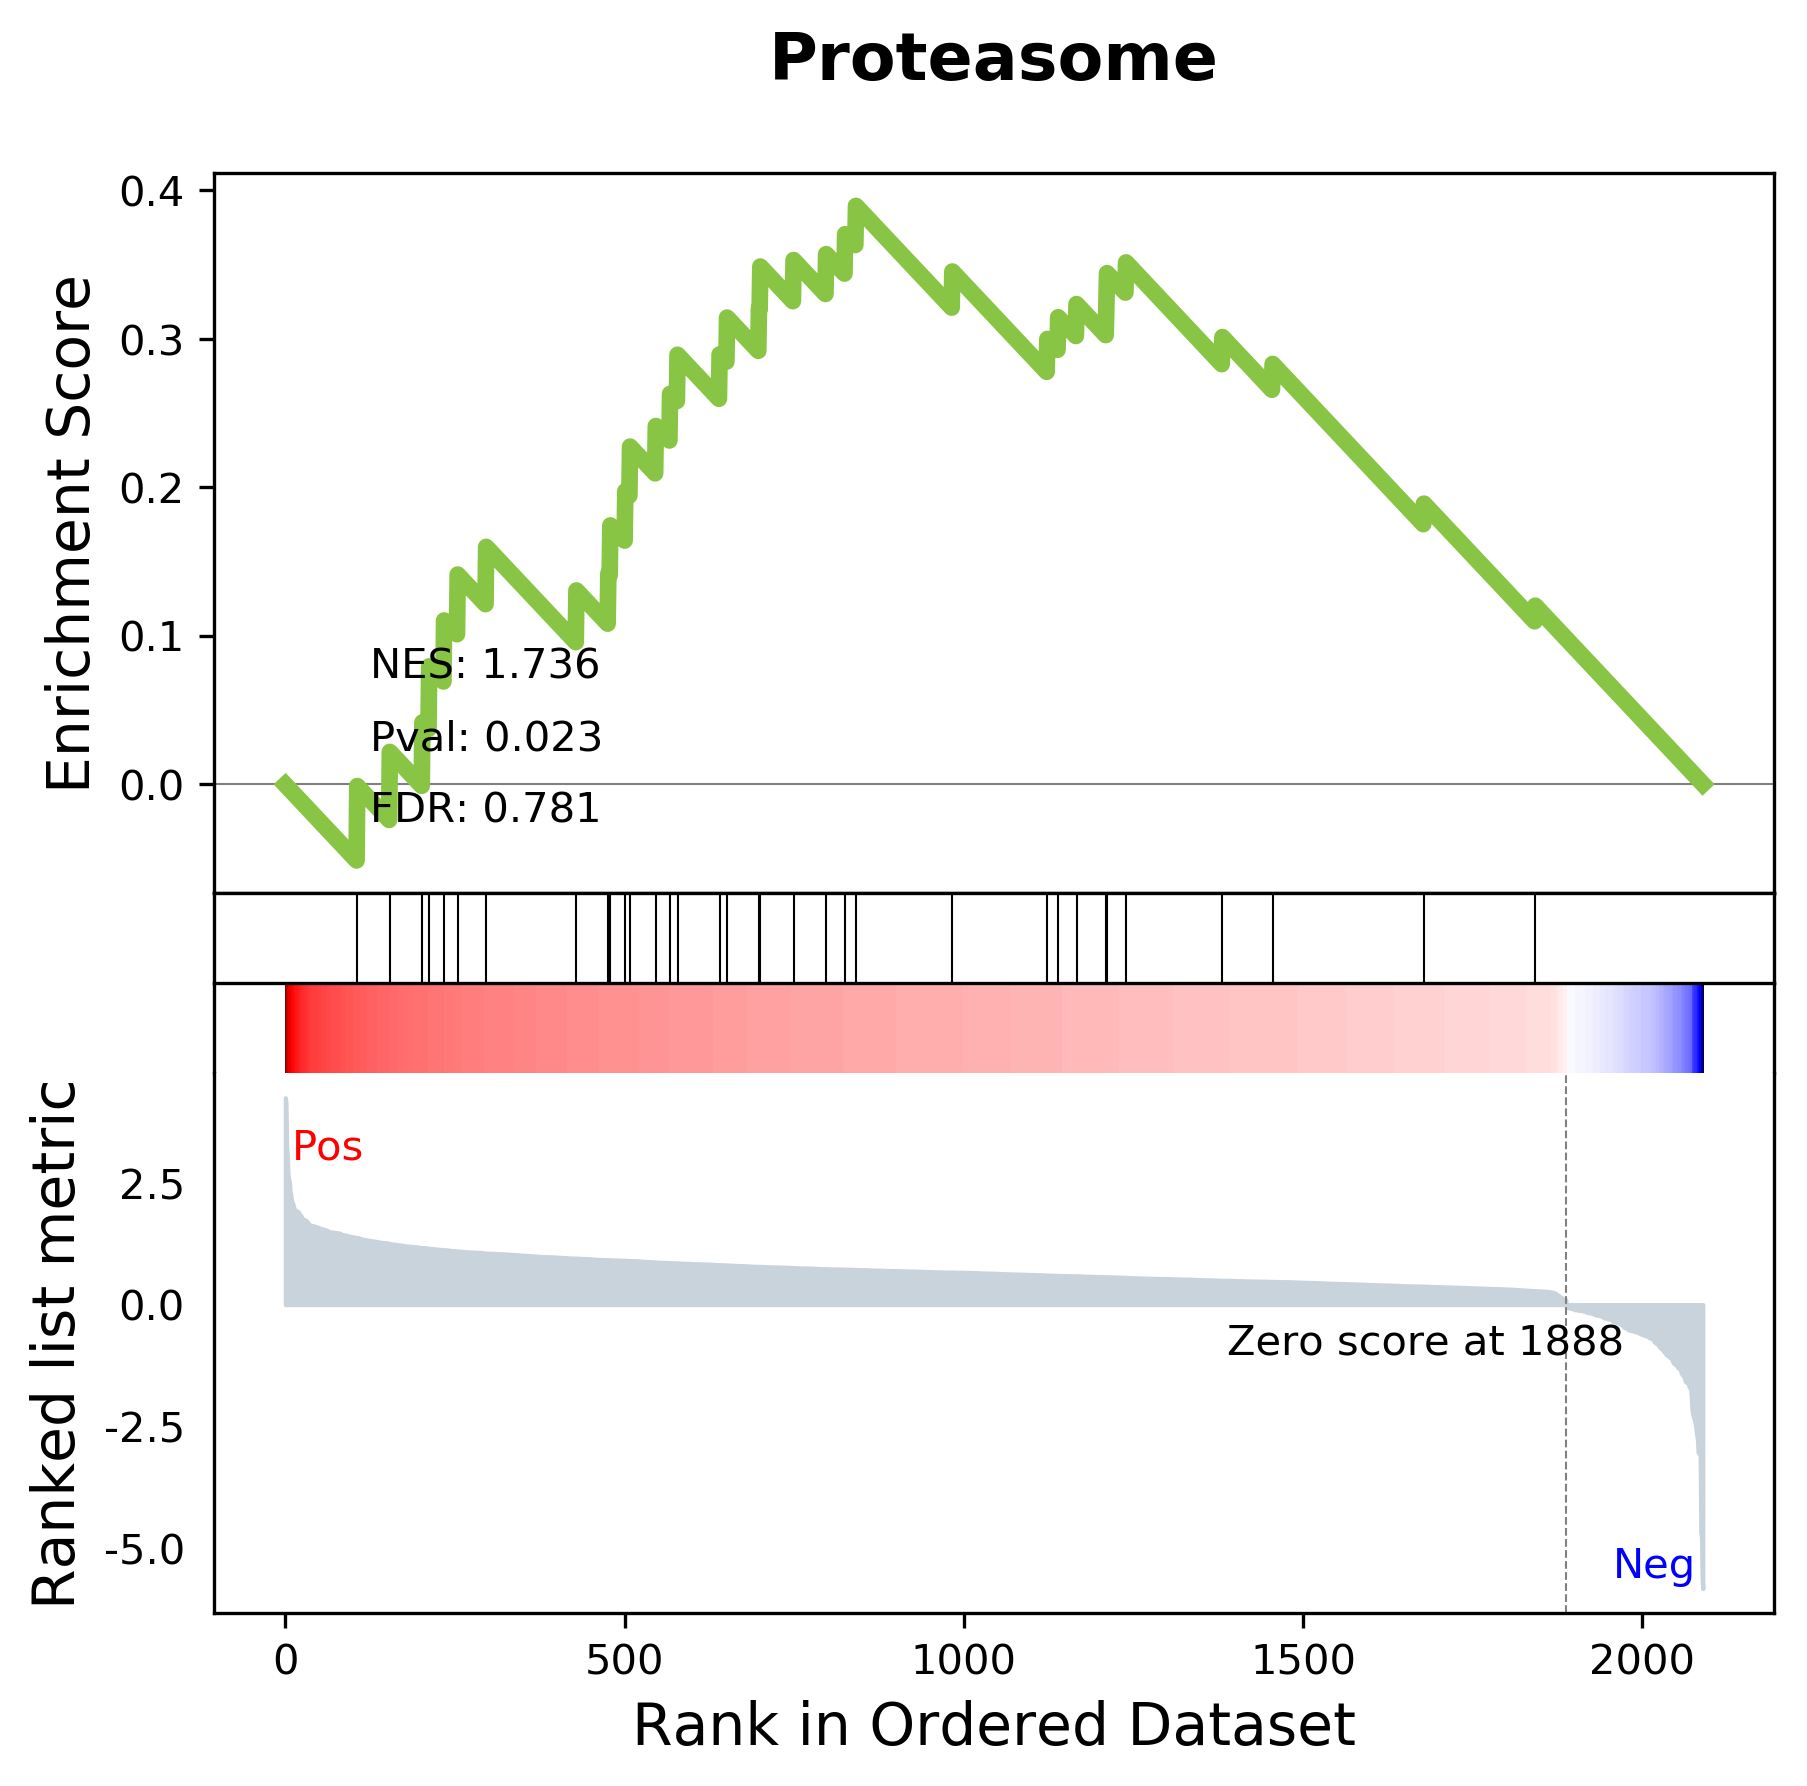 Proteasome
Enrichment Score
0.4
0.3
0.2
0.1
0.0
NES: 1.736
Pval: 0.023
FDR: 0.781
Ranked list metric
Pos
2.5
0.0
-2.5
-5.0
Zero score at 1888
Neg
0 500 1000 1500 2000
Rank in Ordered Dataset